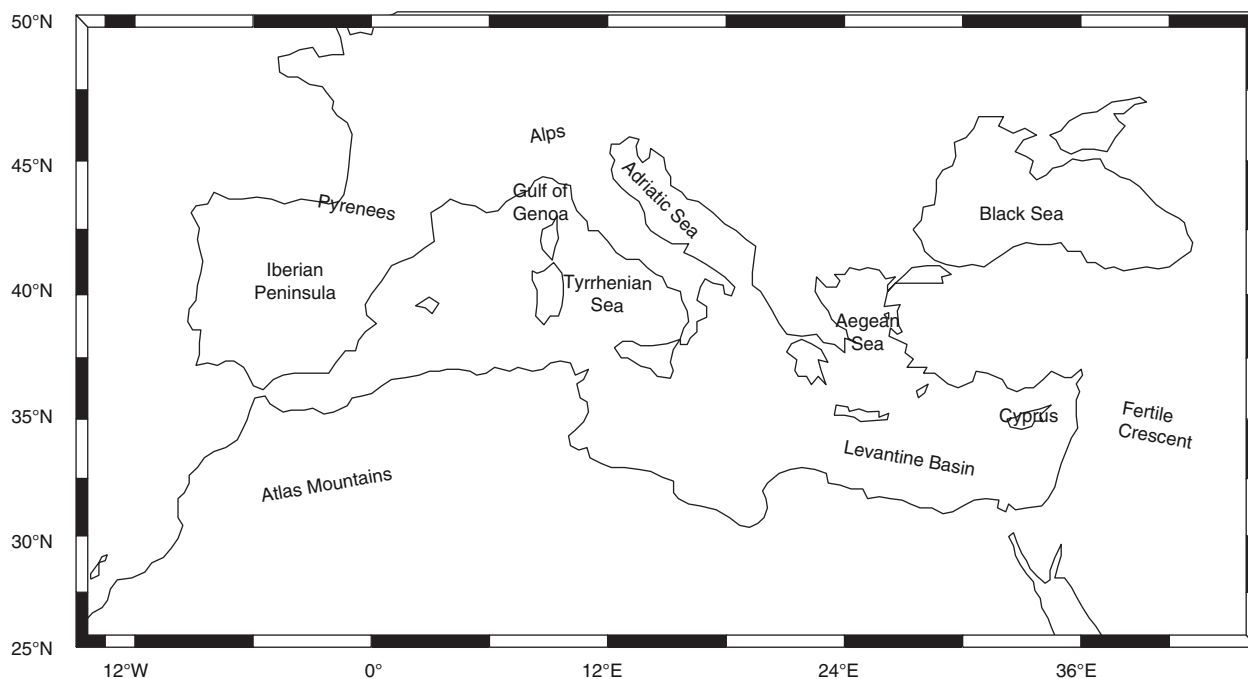 50°N
45°N
40°N
35°N
30°N
25°N
Alps
Pyrenees
Gulf of
Genoa
Adriatic Sea
Black Sea
Iberian
Peninsula
Tyrrhenian
Sea
Aegean
Sea
Cyprus
Fertile
Crescent
Levantine Basin
Atlas Mountains
12°W
0°
12°E
24°E
36°E